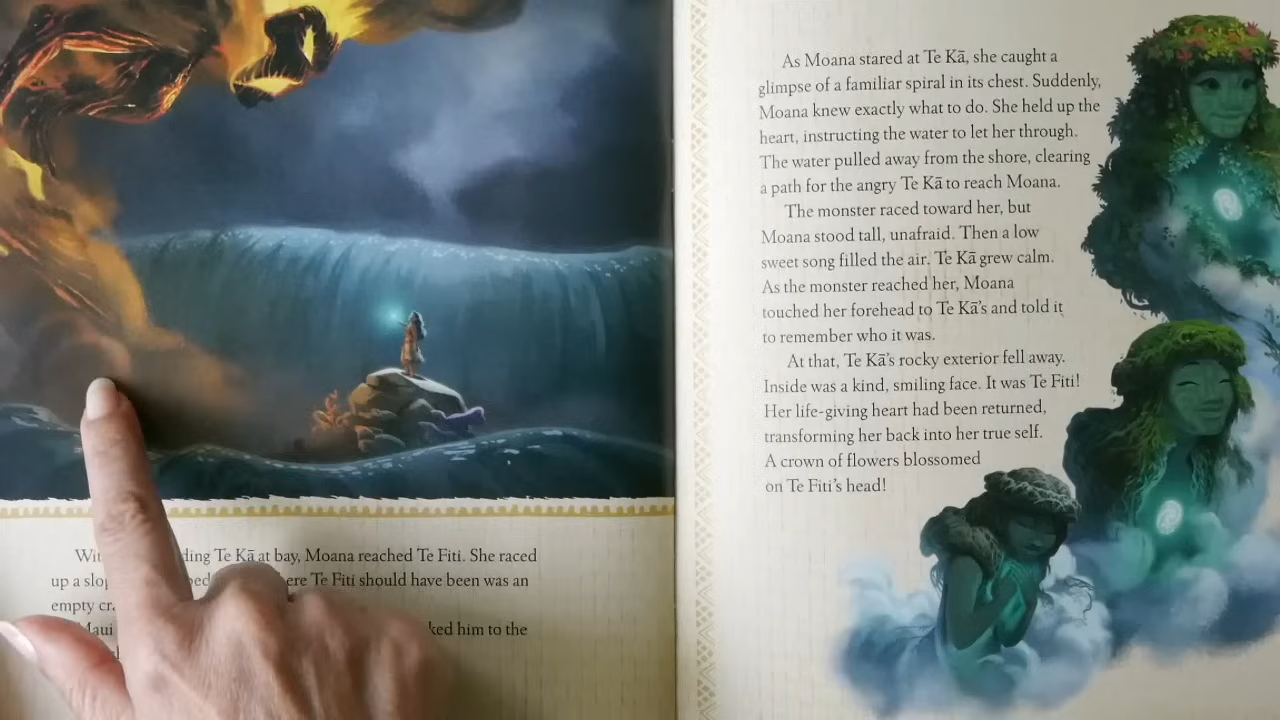 Wit ding Te Kā at bay, Moana reached Te Fiti. She raced
up a slo ere Te Fiti should have been was an
empty cr
Maui ked him to the
As Moana stared at Te Kā, she caught a
glimpse of a familiar spiral in its chest. Suddenly,
Moana knew exactly what to do. She held up the
heart, instructing the water to let her through.
The water pulled away from the shore, clearing
a path for the angry Te Kā to reach Moana.
The monster raced toward her, but
Moana stood tall, unafraid. Then a low
sweet song filled the air. Te Kā grew calm.
As the monster reached her, Moana
touched her forehead to Te Kā's and told it
to remember who it was.
At that, Te Kā's rocky exterior fell away.
Inside was a kind, smiling face. It was Te Fiti!
Her life-giving heart had been returned,
transforming her back into her true self.
A crown of flowers blossomed
on Te Fiti's head!